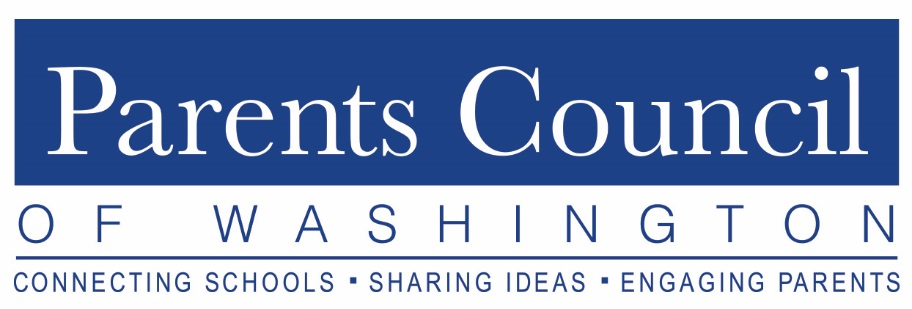 Parents Council
OF WASHINGTON
CONNECTING SCHOOLS ▪ SHARING IDEAS ▪ ENGAGING PARENTS